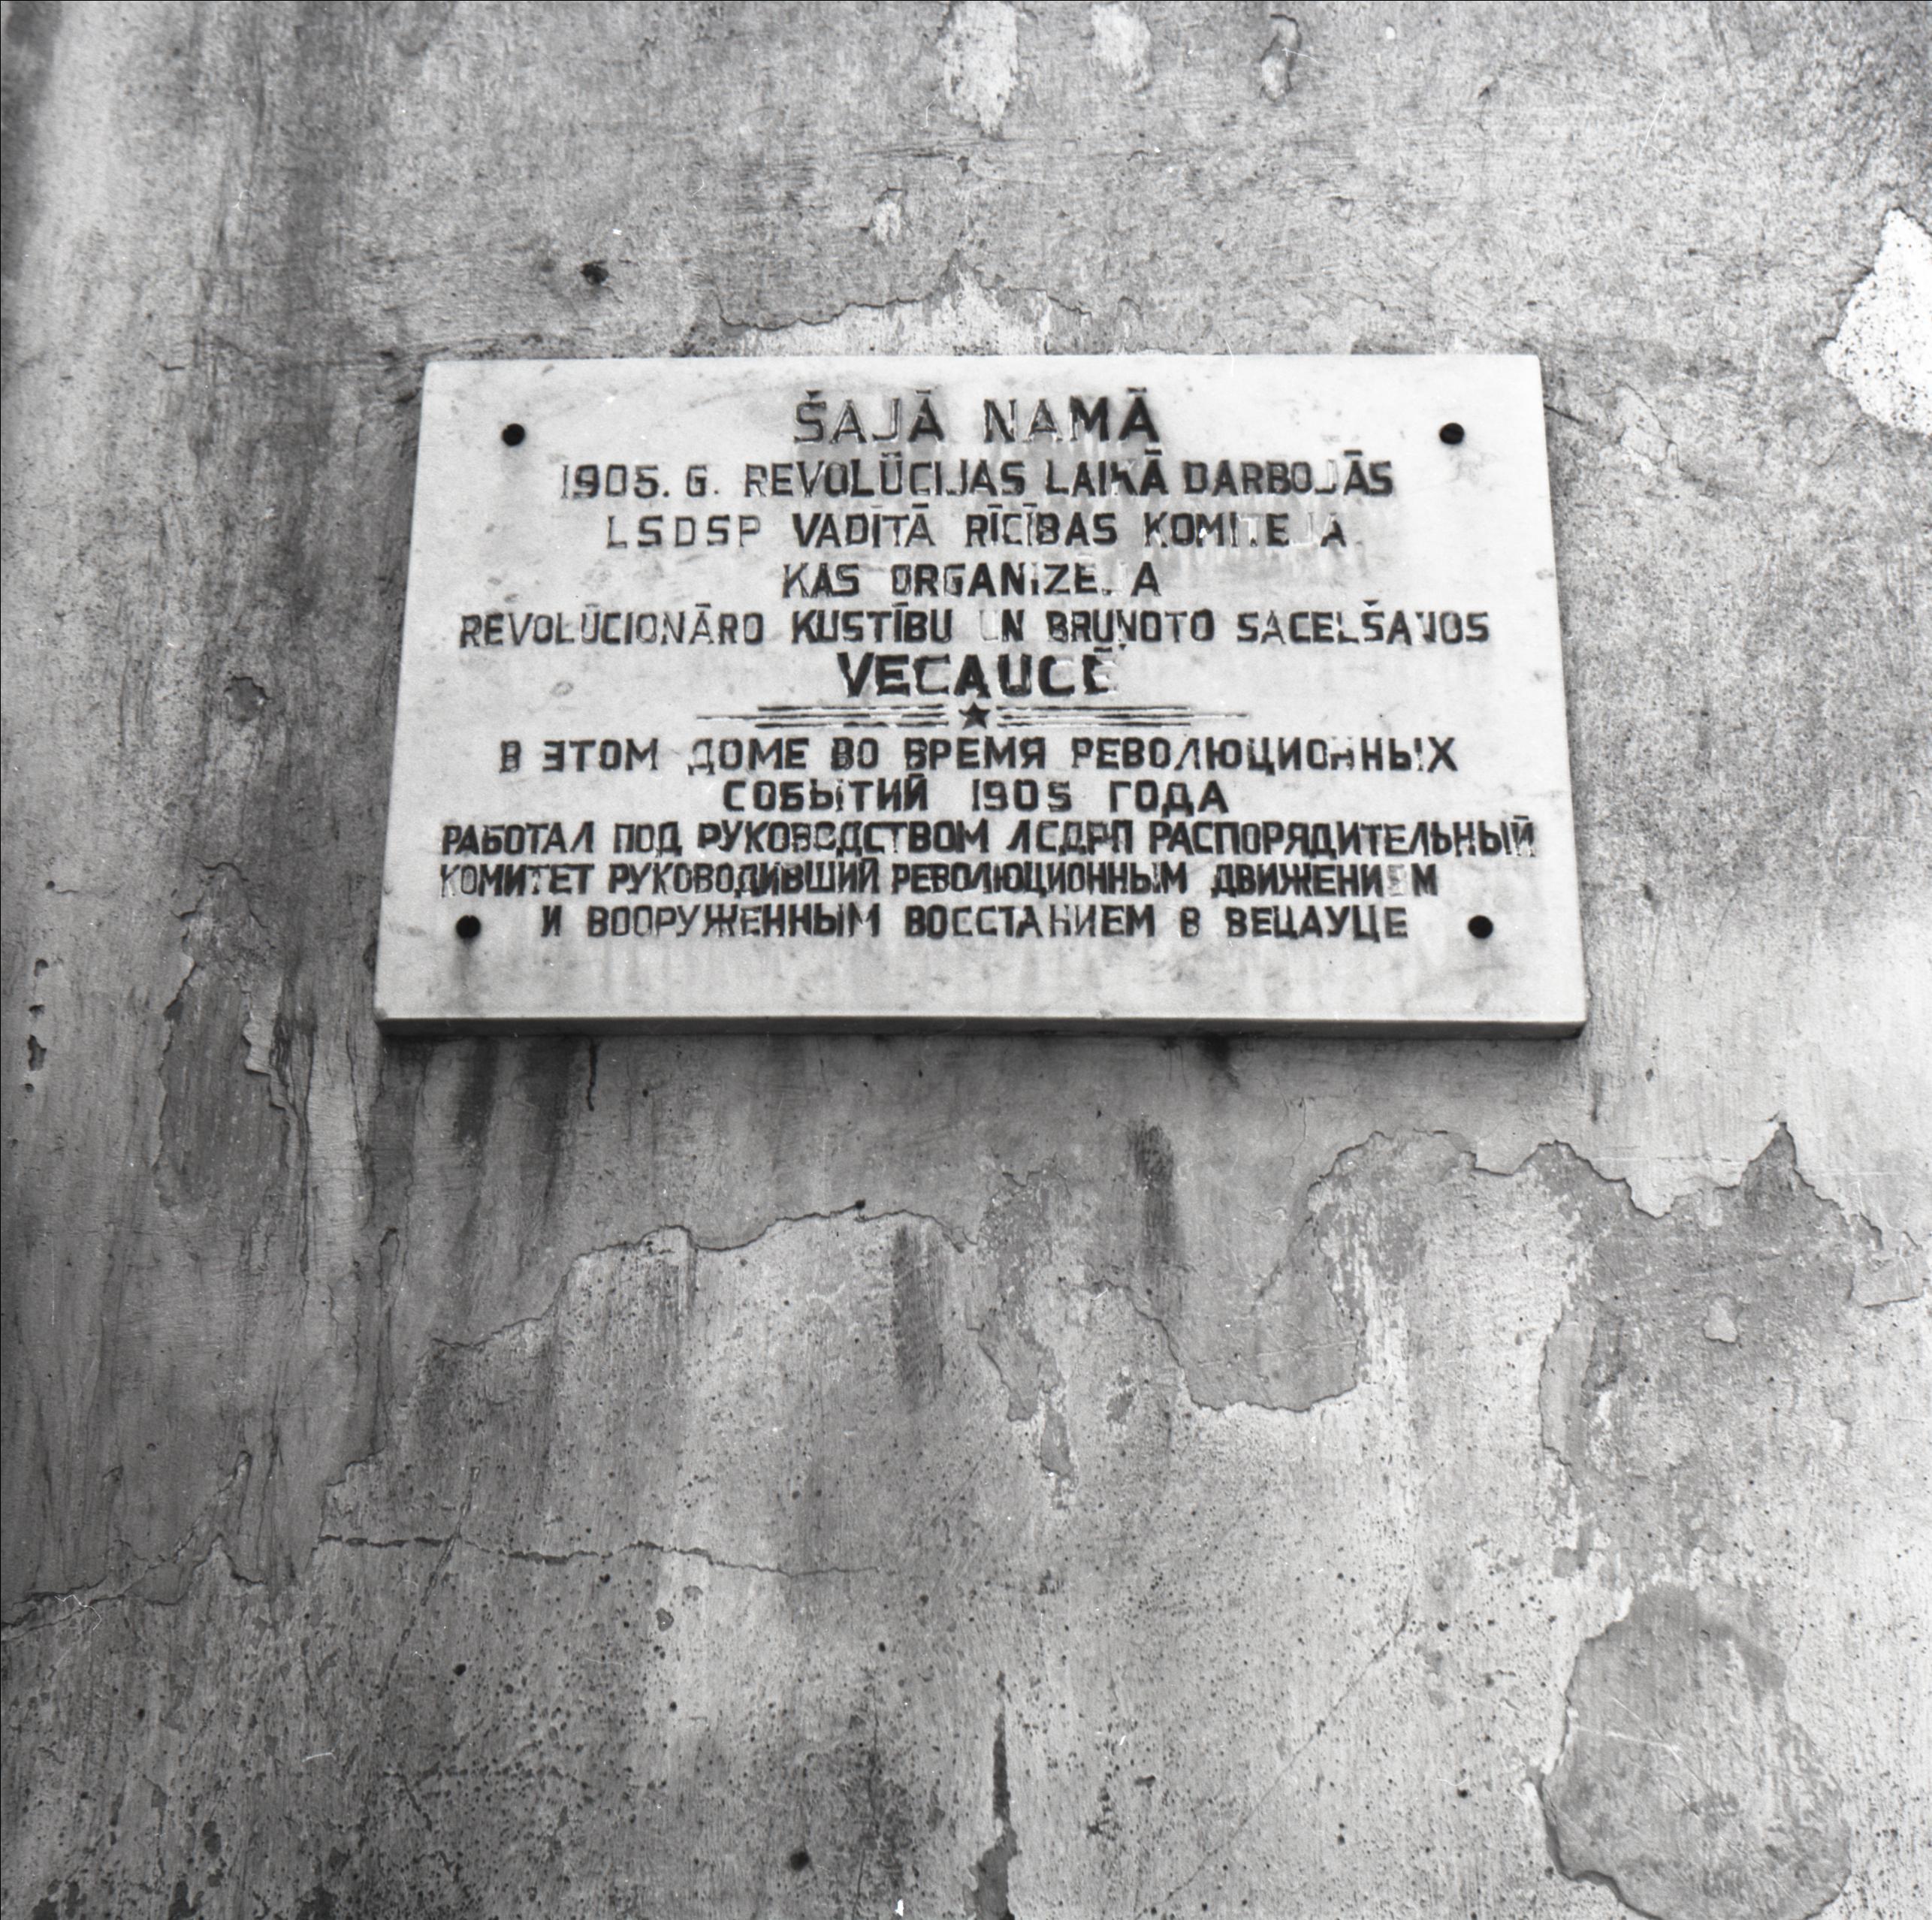 ŠAJĀ NAMĀ
1905. G. REVOLŪCIJAS LAIKĀ DARBOJĀS
LSDSP VADĪTĀ RĪCĪBAS KOMITEJA
KAS ORGANIZEJA
REVOLŪCIONĀRO KUSTĪBU UN BRUŅOTO SACELŠANOS
VECAUCĒ
В ЭТОМ ДОМЕ ВО ВРЕМЯ РЕВОЛЮЦИОННЫХ
СОБЫТИЙ 1905 ГОДА
РАБОТАЛ ПОД РУКОВОДСТВОМ ЛСДРП РАСПОРЯДИТЕЛЬНЫЙ
КОМИТЕТ РУКОВОДИВШИЙ РЕВОЛЮЦИОННЫМ ДВИЖЕНИЕМ
И ВООРУЖЕННЫМ ВОССТАНИЕМ В ВЕЦАУЦЕ